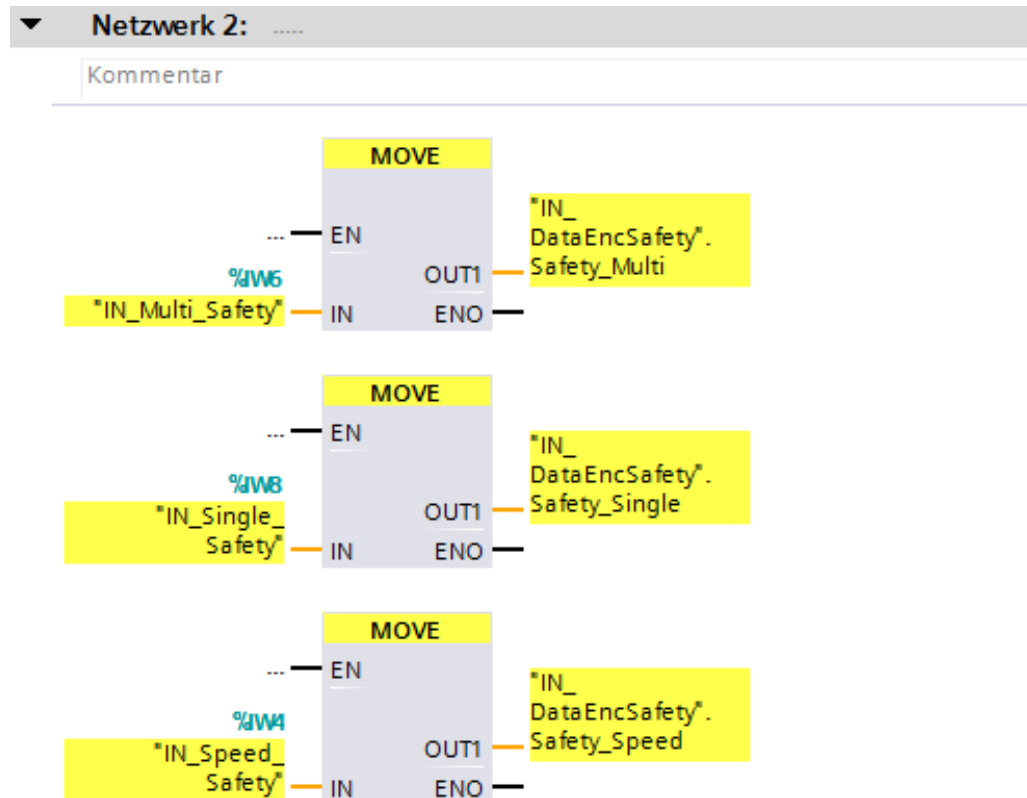 Netzwerk 2: .....
Kommentar
MOVE
... EN
%IW6
"IN_Multi_Safety" IN
OUT1
ENO
"IN_
DataEncSafety".
Safety_Multi
MOVE
... EN
%IW8
"IN_Single_
Safety" IN
OUT1
ENO
"IN_
DataEncSafety".
Safety_Single
MOVE
... EN
%IW4
"IN_Speed_
Safety" IN
OUT1
ENO
"IN_
DataEncSafety".
Safety_Speed